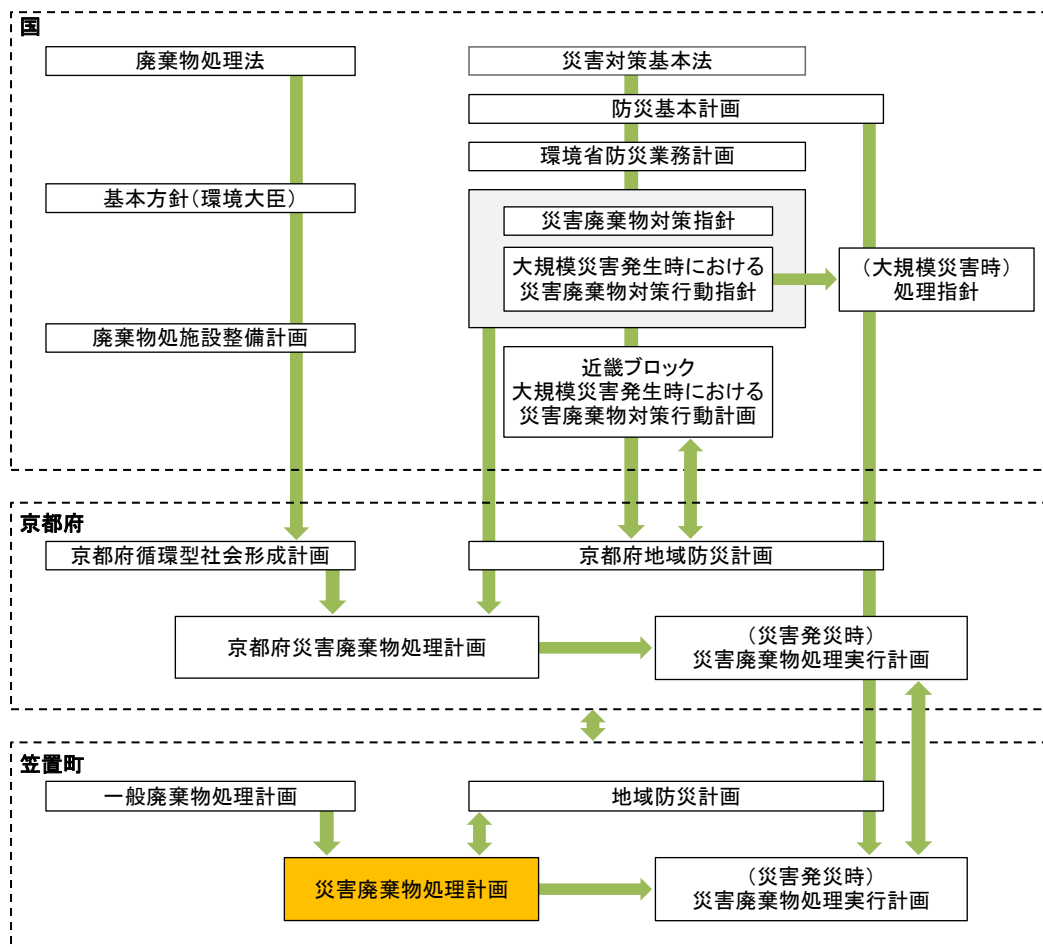 国
廃棄物処理法
災害対策基本法
防災基本計画
環境省防災業務計画
基本方針(環境大臣)
災害廃棄物対策指針
大規模災害発生時における
災害廃棄物対策行動指針
(大規模災害時)
処理指針
廃棄物処施設整備計画
近畿ブロック
大規模災害発生時における
災害廃棄物対策行動計画
京都府
京都府循環型社会形成計画
京都府地域防災計画
京都府災害廃棄物処理計画
(災害発災時)
災害廃棄物処理実行計画
笠置町
一般廃棄物処理計画
地域防災計画
災害廃棄物処理計画
(災害発災時)
災害廃棄物処理実行計画